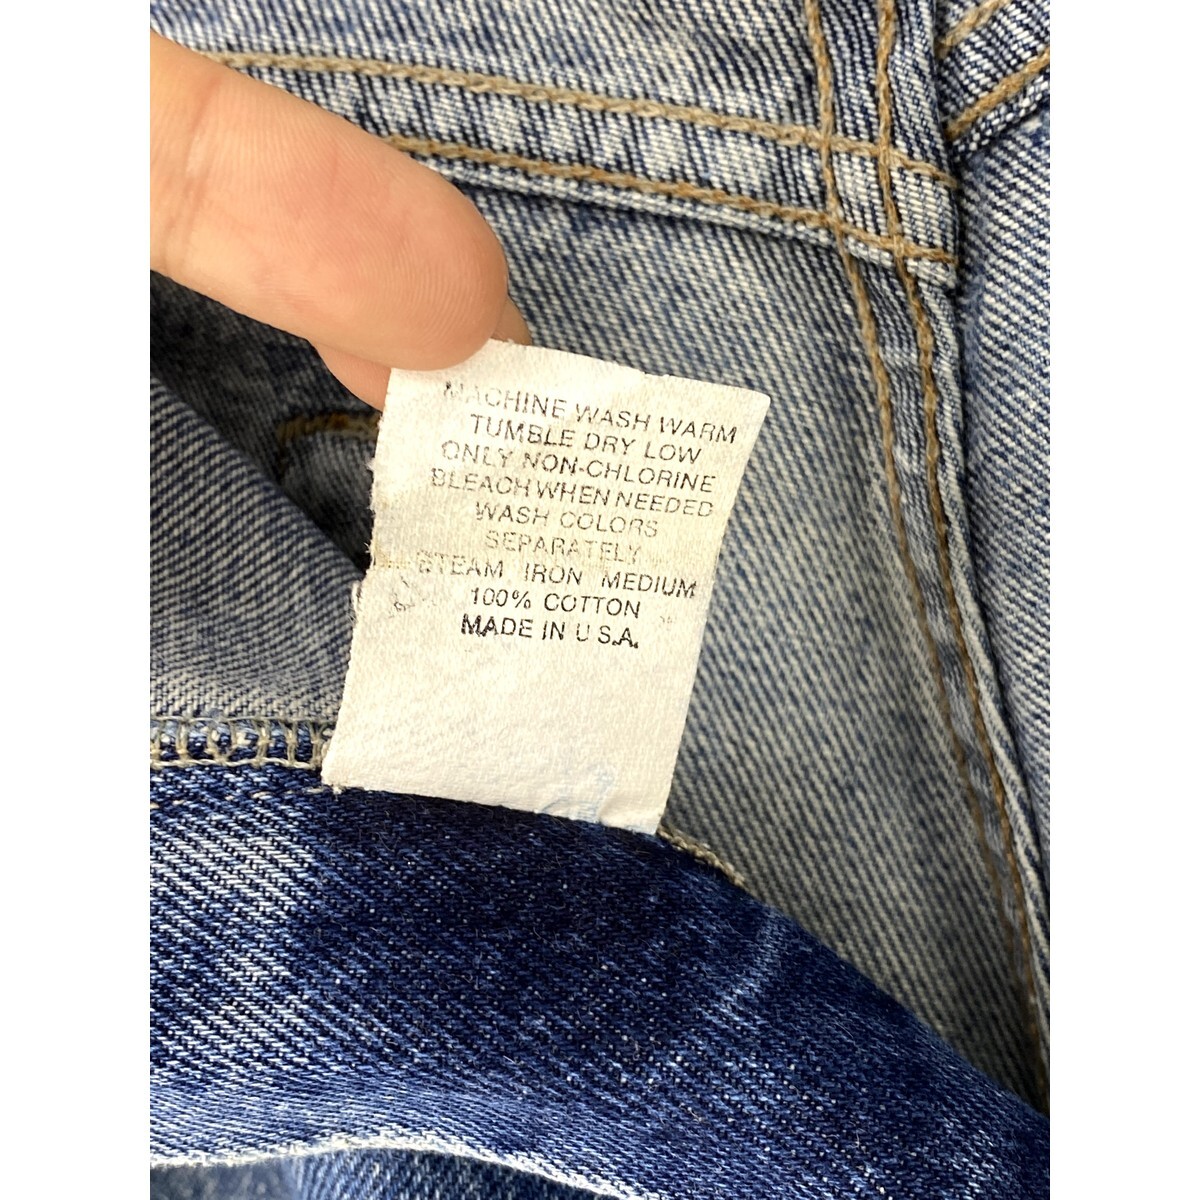 MACHINE WASH WARM
TUMBLE DRY LOW
ONLY NON-CHLORINE
BLEACH WHEN NEEDED
WASH COLORS
SEPARATELY
STEAM IRON MEDIUM
100% COTTON
MADE IN U S.A.